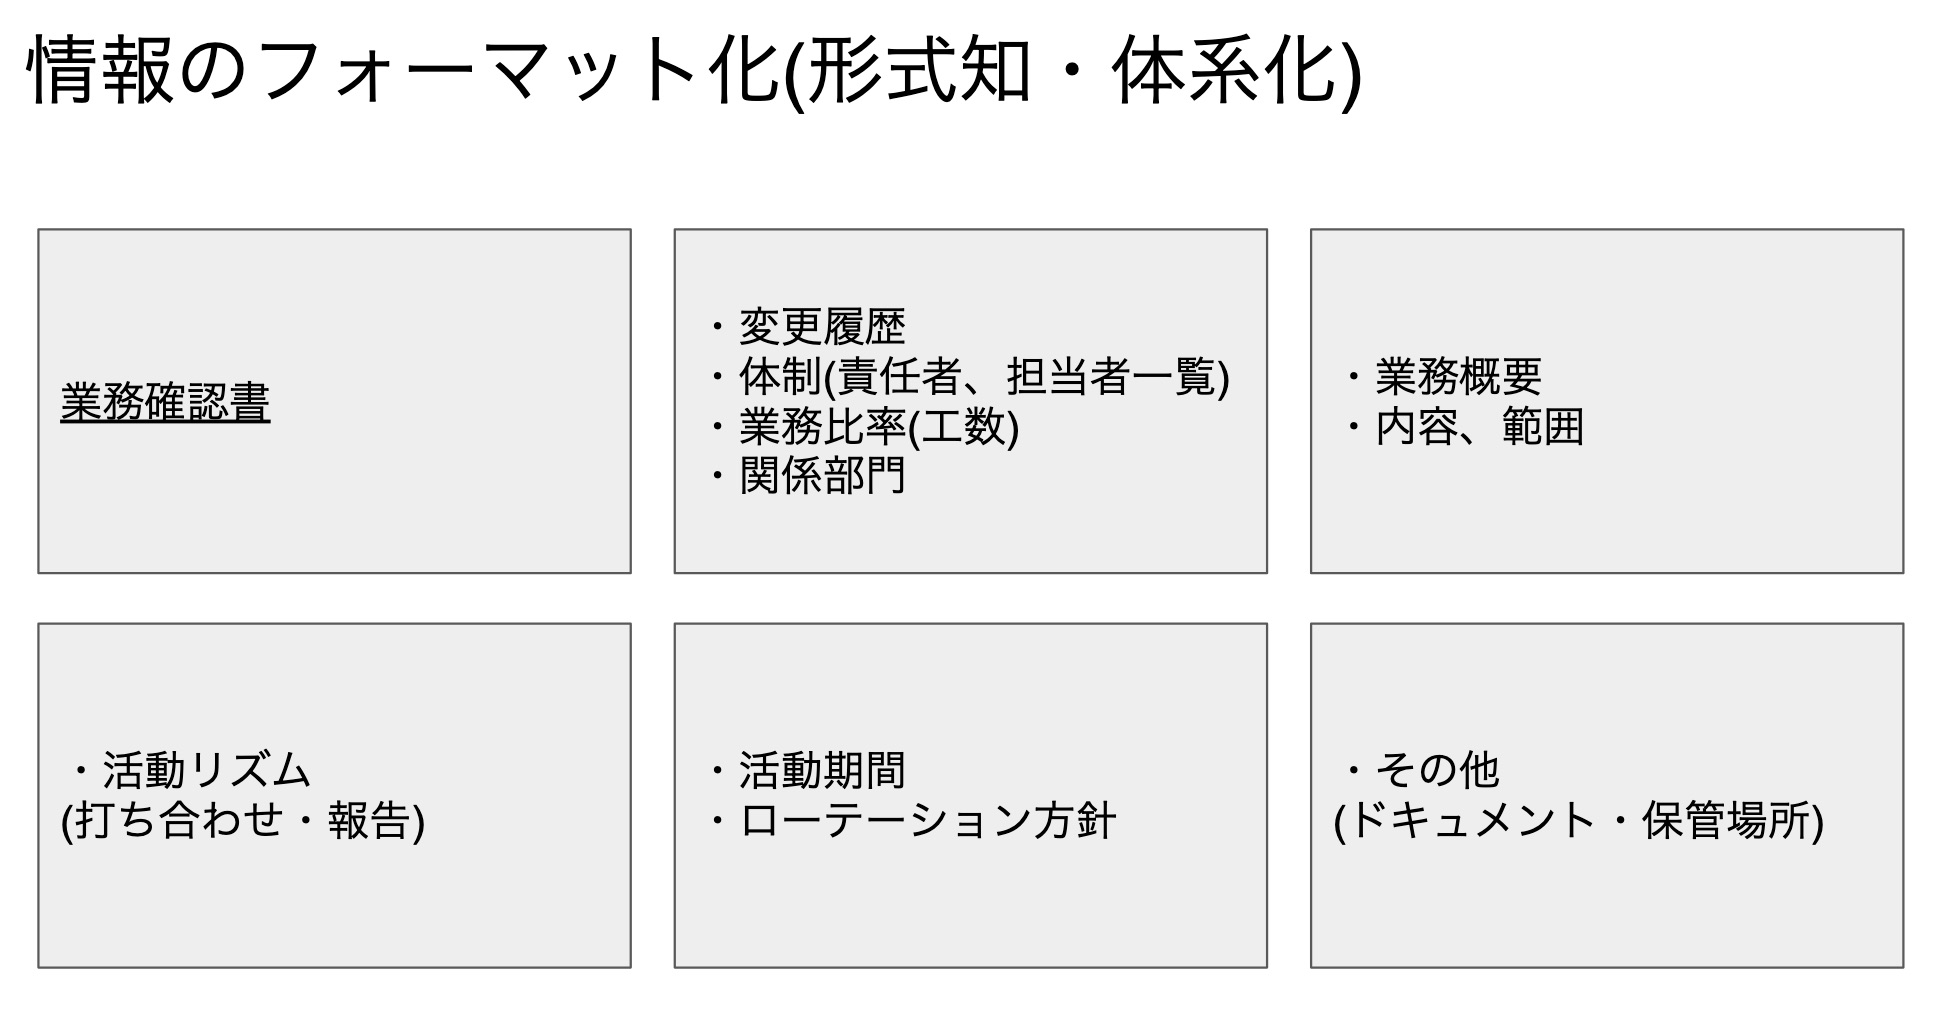 情報のフォーマット化(形式知・体系化)
業務確認書
・変更履歴
・体制(責任者、担当者一覧)
・業務比率(工数)
・関係部門
・業務概要
・内容、範囲
・活動リズム
(打ち合わせ・報告)
・活動期間
・ローテーション方針
・その他
(ドキュメント・保管場所)